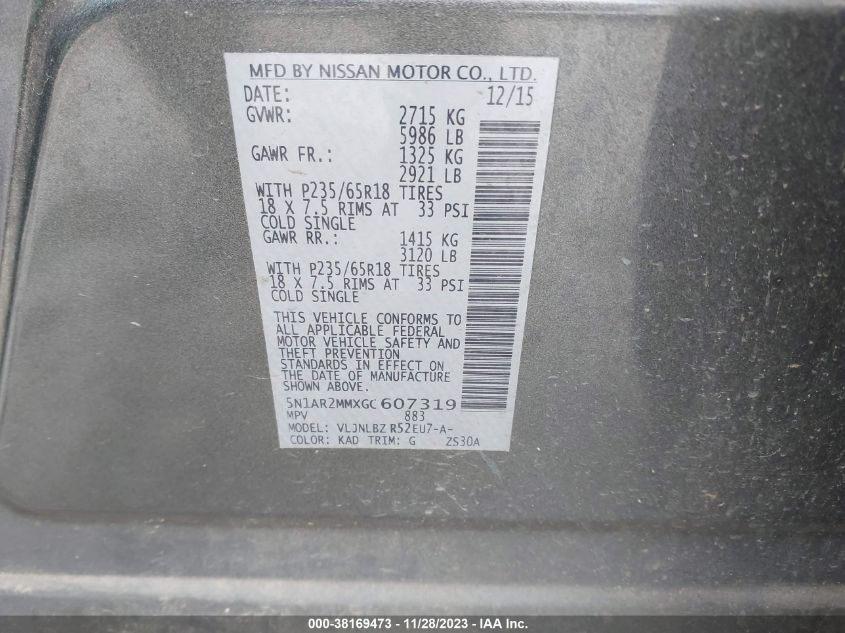 MFD BY NISSAN MOTOR CO., LTD.
DATE: 12/15
GVWR: 2715 KG
5986 LB
GAWR FR.: 1325 KG
2921 LB
WITH P235/65R18 TIRES
18 X 7.5 RIMS AT 33 PSI
COLD SINGLE
GAWR RR.: 1415 KG
3120 LB
WITH P235/65R18 TIRES
18 X 7.5 RIMS AT 33 PSI
COLD SINGLE
THIS VEHICLE CONFORMS TO
ALL APPLICABLE FEDERAL
MOTOR VEHICLE SAFETY AND
THEFT PREVENTION
STANDARDS IN EFFECT ON
THE DATE OF MANUFACTURE
SHOWN ABOVE.
5N1AR2MMXGC607319
MPV 883
MODEL: VLJNLBZ R52EU7-A-
COLOR: KAD TRIM: G ZS30A
000-38169473 - 11/28/2023 - IAA Inc.